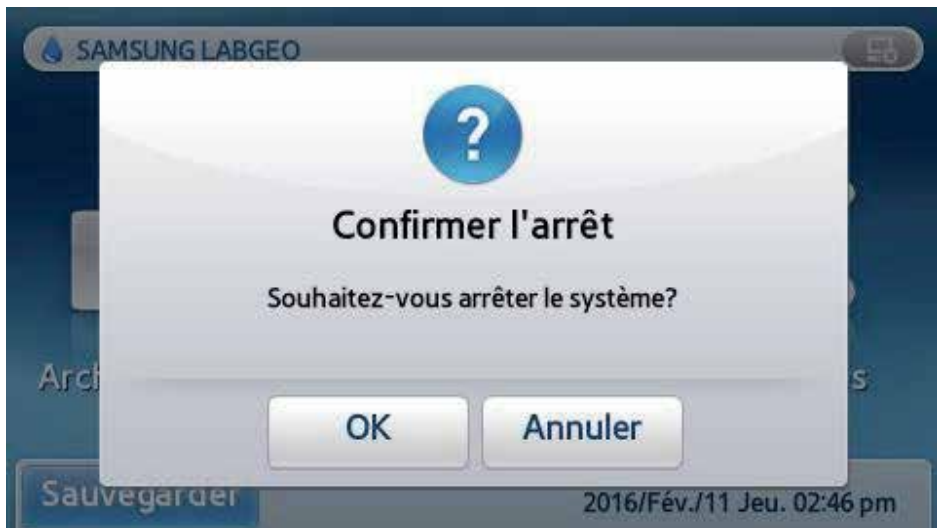 SAMSUNG LABGEO
?
Confirmer l'arrêt
Souhaitez-vous arrêter le système?
OK
Annuler
Sauvegarder
2016/Fév./11 Jeu. 02:46 pm